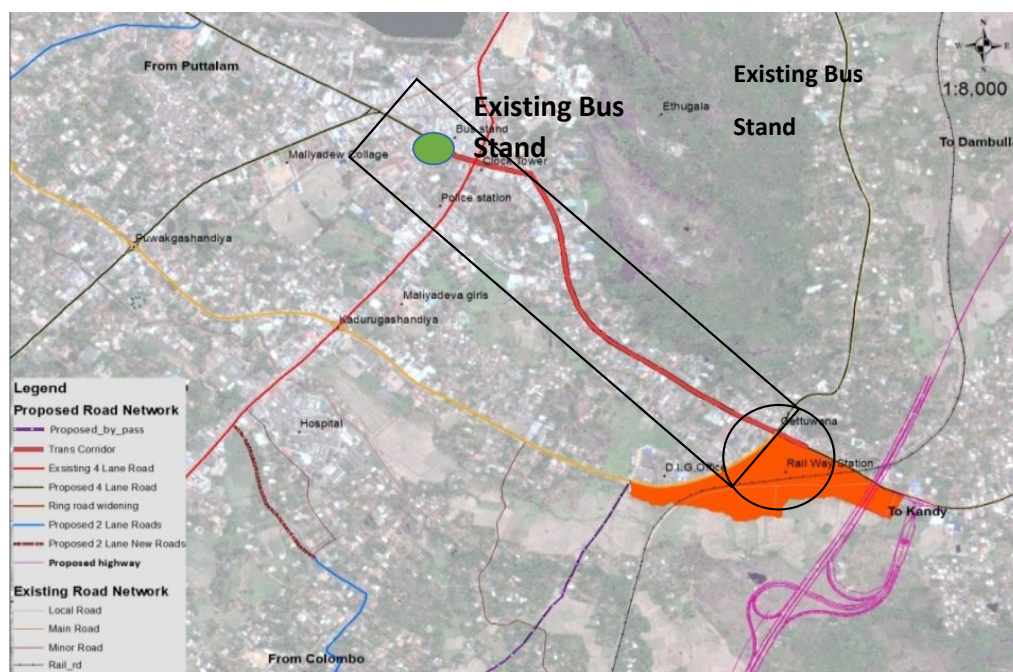 N
W E
S
1:8,000
From Puttalam
Existing Bus
Stand
Existing Bus
Stand
Ethugala
Bus stand
To Dambulla
Maliyadew Collage
Clock Tower
Police station
Puwakgashandiya
Maliyadeva girls
Kadurugashandiya
Legend
Proposed Road Network
Proposed_by_pass
Trans Corridor
Exsisting 4 Lane Road
Proposed 4 Lane Road
Ring road widening
Proposed 2 Lane Roads
Proposed 2 Lane New Roads
Proposed highway
Existing Road Network
Local Road
Main Road
Minor Road
Rail_rd
Hospital
Gettuwana
D.I.G.Office
Rail Way Station
To Kandy
From Colombo